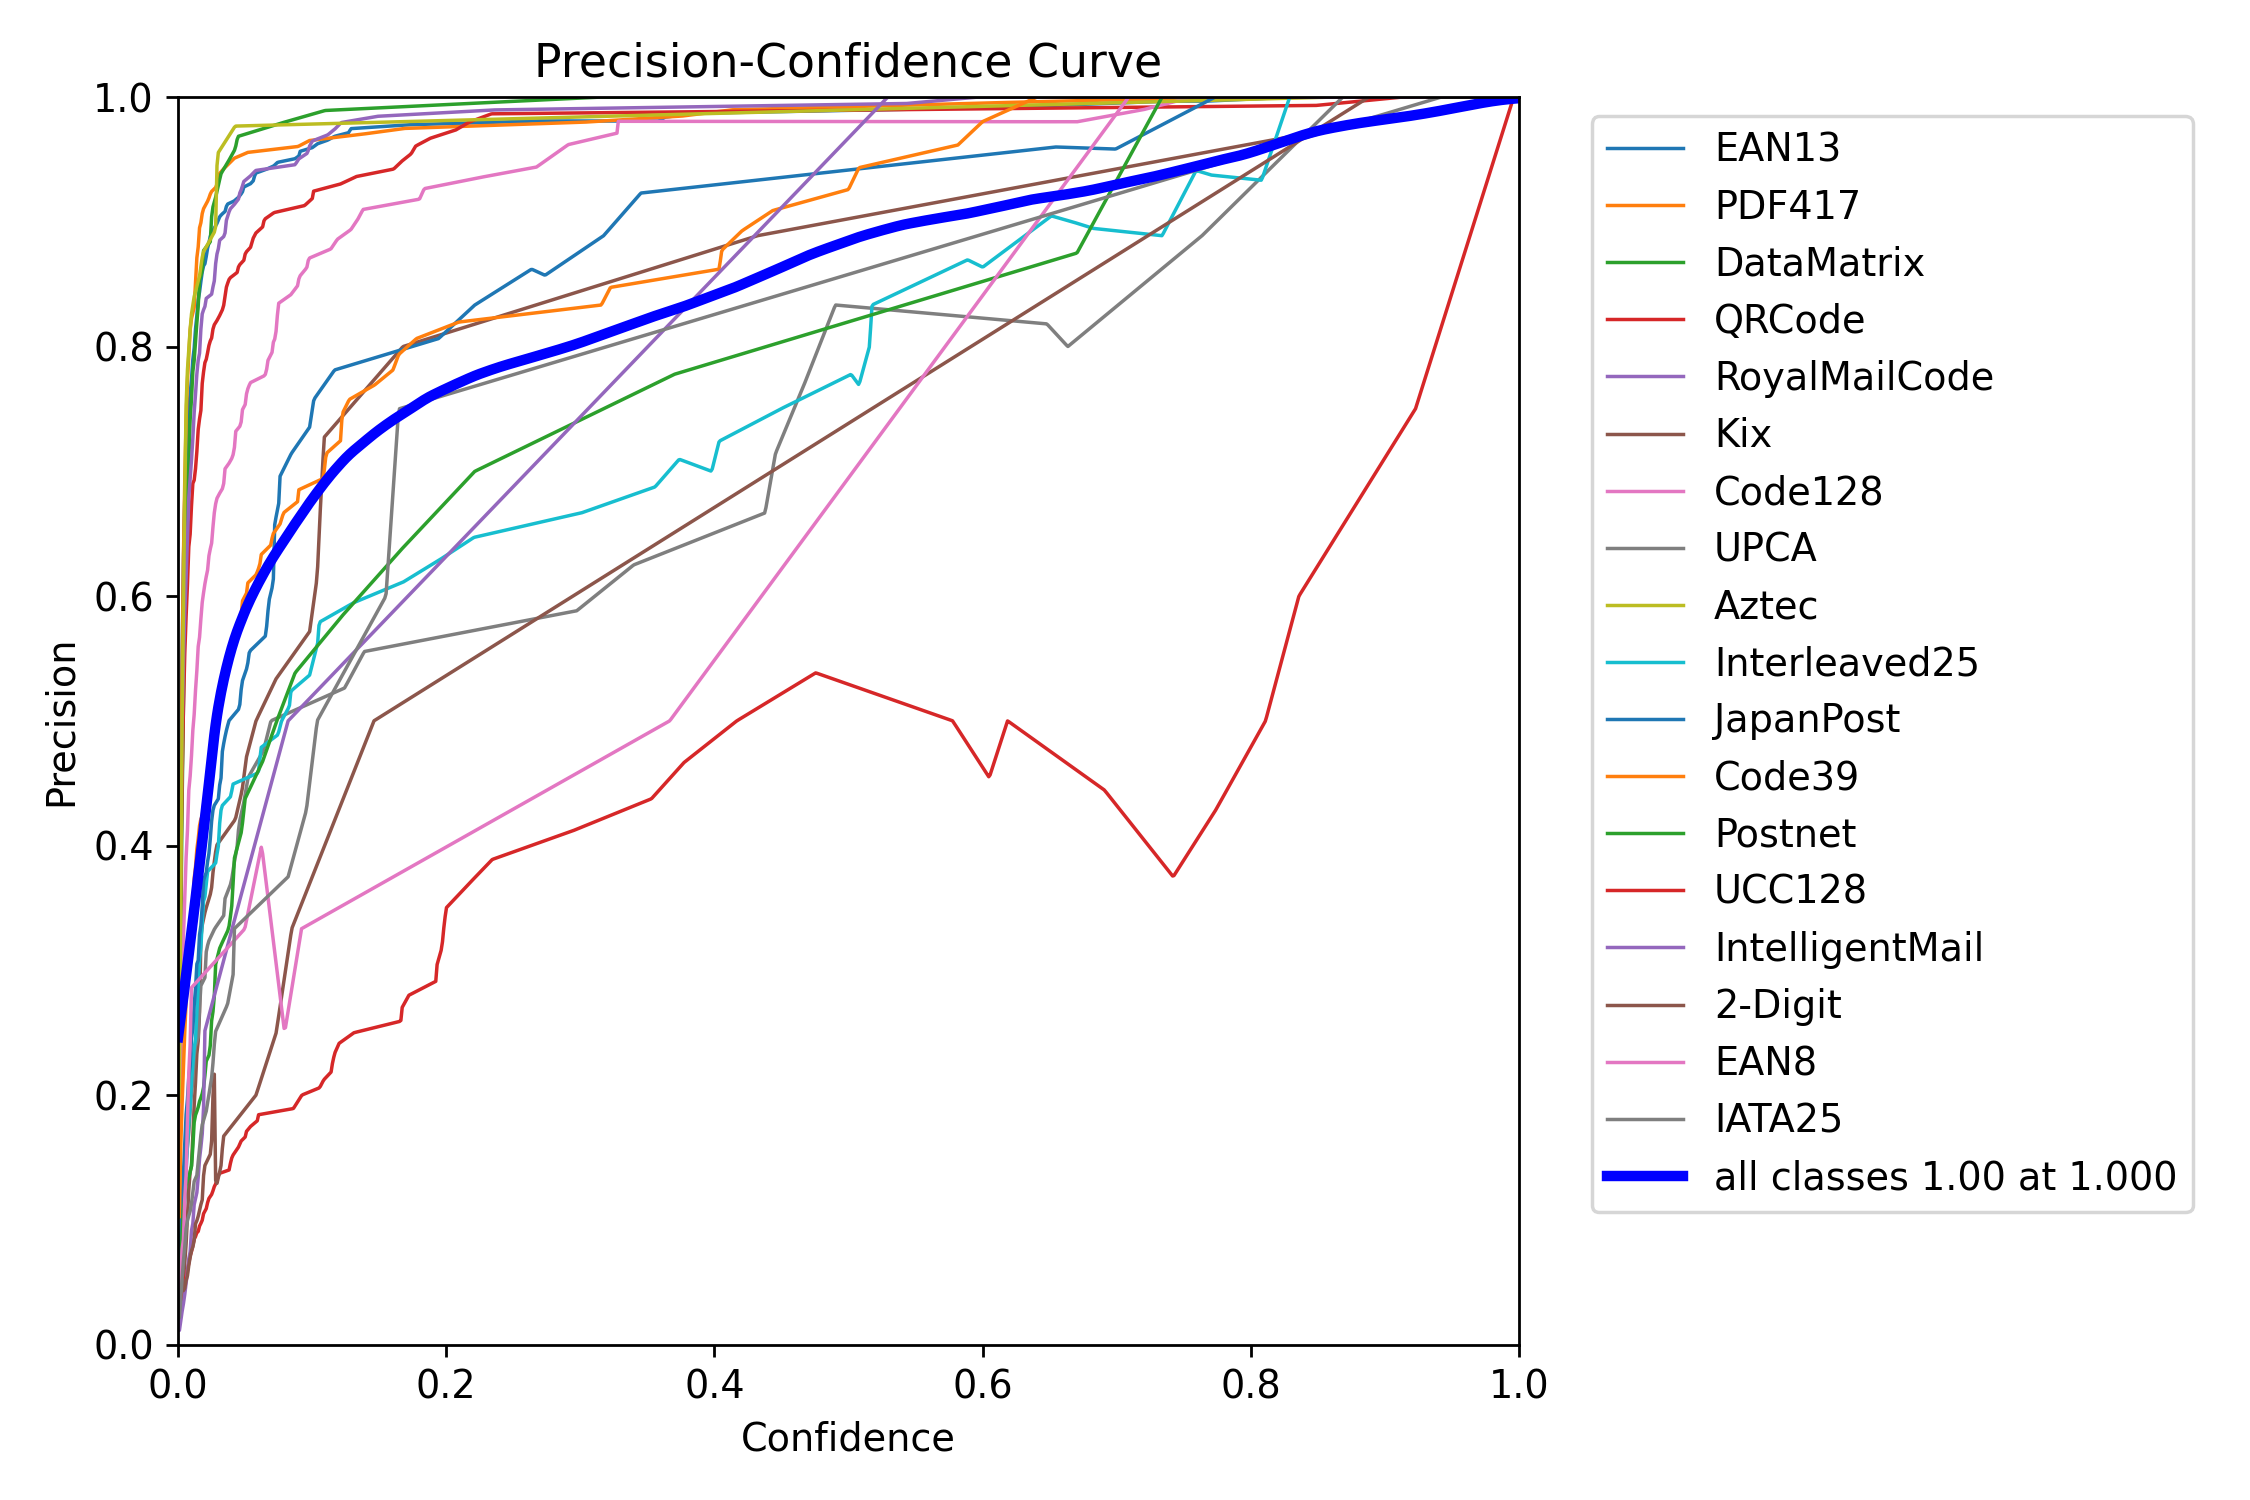 Precision-Confidence Curve
1.0
0.8
0.6
0.4
0.2
0.0
Precision
0.0 0.2 0.4 0.6 0.8 1.0
Confidence
EAN13
PDF417
DataMatrix
QRCode
RoyalMailCode
Kix
Code128
UPCA
Aztec
Interleaved25
JapanPost
Code39
Postnet
UCC128
IntelligentMail
2-Digit
EAN8
IATA25
all classes 1.00 at 1.000